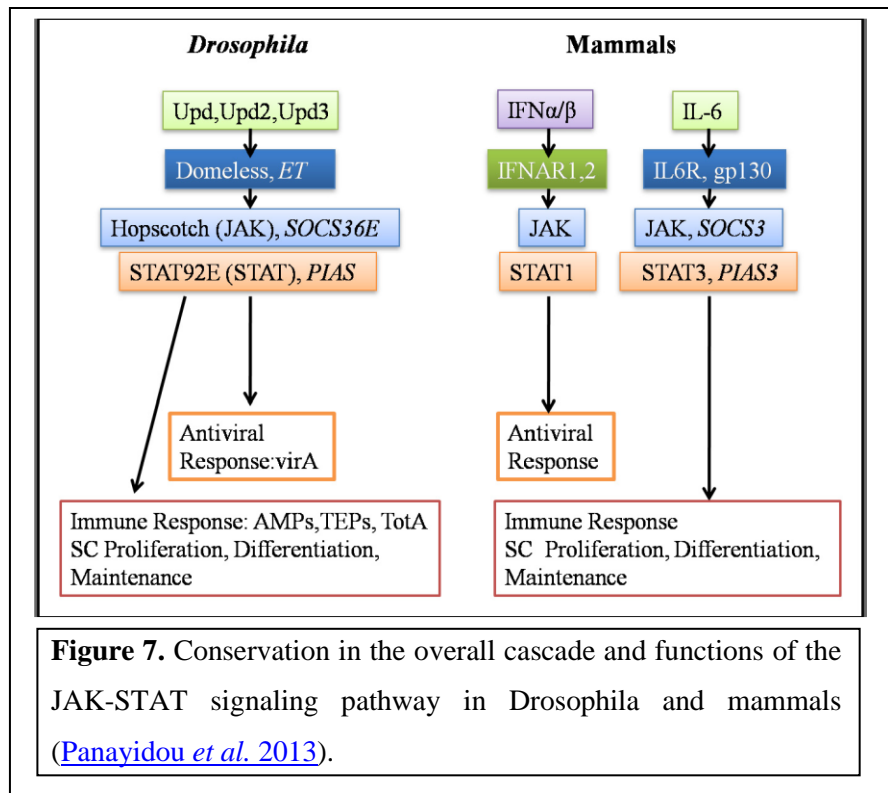 Drosophila
Mammals
Upd,Upd2,Upd3
Domeless, ET
Hopscotch (JAK), SOCS36E
STAT92E (STAT), PIAS
Antiviral
Response:virA
Immune Response: AMPs,TEPs, TotA
SC Proliferation, Differentiation,
Maintenance
IFNα/β
IFNAR1,2
JAK
STAT1
Antiviral
Response
IL-6
IL6R, gp130
JAK, SOCS3
STAT3, PIAS3
Immune Response
SC Proliferation, Differentiation,
Maintenance
Figure 7. Conservation in the overall cascade and functions of the
JAK-STAT signaling pathway in Drosophila and mammals
(Panayidou et al. 2013).